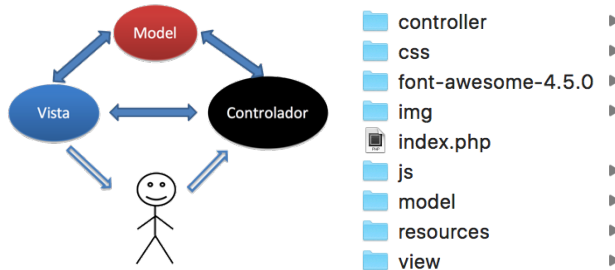 Model
Vista
Controlador
controller
css
font-awesome-4.5.0
img
index.php
js
model
resources
view